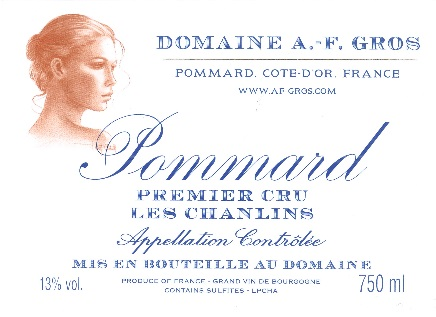 DOMAINE A.-F. GROS
POMMARD, COTE-D'OR, FRANCE
WWW.AF-GROS.COM
Pommard
PREMIER CRU
LES CHANLINS
Appellation Contrôlée
MIS EN BOUTEILLE AU DOMAINE
13% vol.
PRODUCE OF FRANCE - GRAND VIN DE BOURGOGNE
CONTAINS SULFITES - LPCHA
750 ml